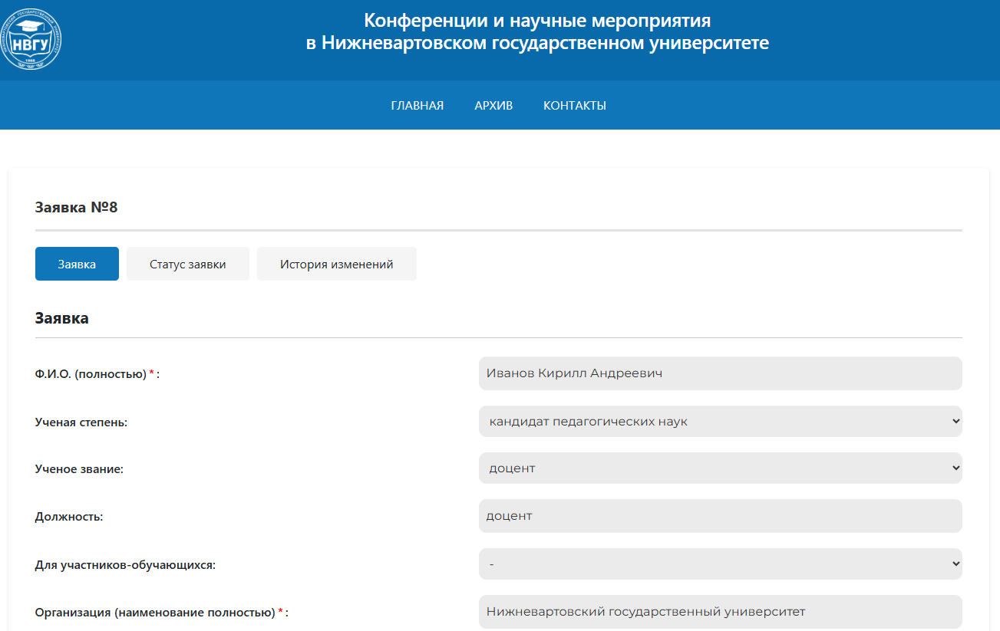 НВГУ
Конференции и научные мероприятия
в Нижневартовском государственном университете
ГЛАВНАЯ АРХИВ КОНТАКТЫ
Заявка №8
Заявка Статус заявки История изменений
Заявка
Ф.И.О. (полностью) * : Иванов Кирилл Андреевич
Ученая степень: кандидат педагогических наук
Ученое звание: доцент
Должность: доцент
Для участников-обучающихся: -
Организация (наименование полностью) * : Нижневартовский государственный университет